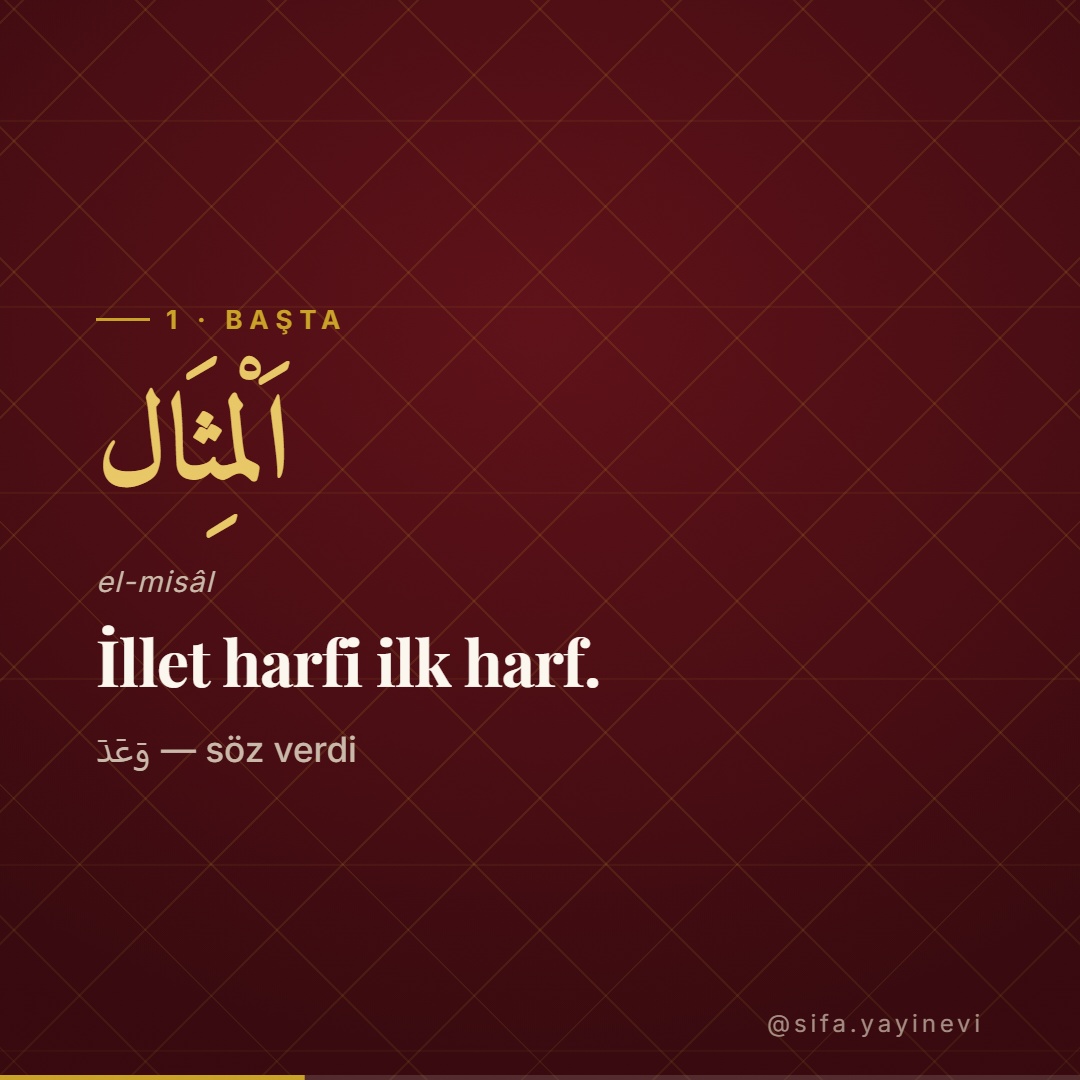 1 · BAŞTA
اَلْمِثَال
el-misâl
İllet harfi ilk harf.
وَعَدَ — söz verdi
@sifa.yayinevi